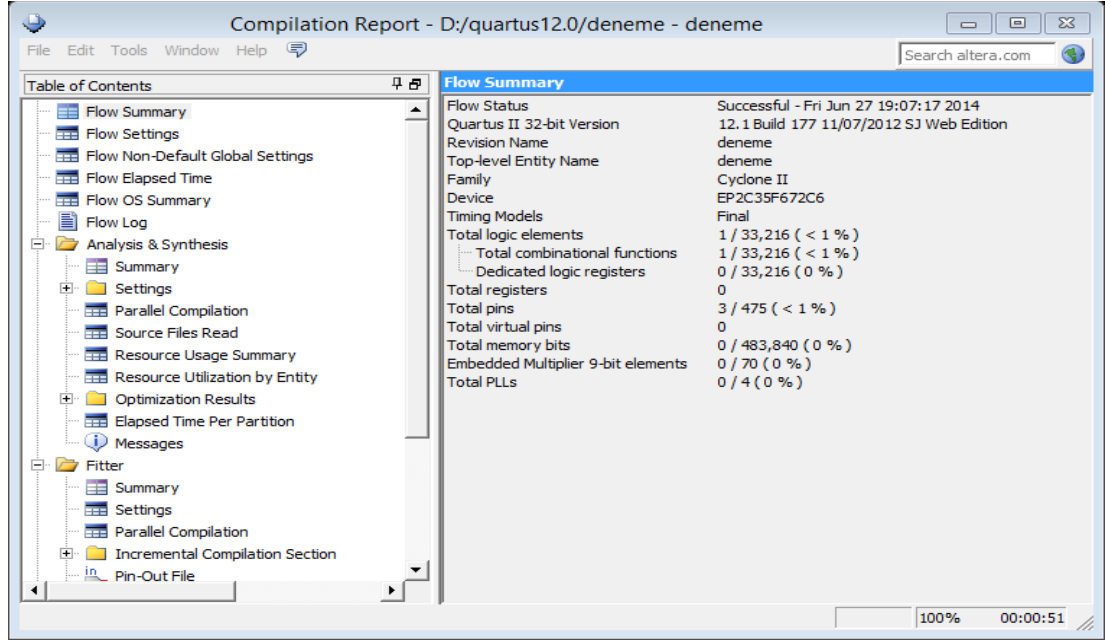 Compilation Report - D:/quartus12.0/deneme - deneme
File Edit Tools Window Help
Search altera.com
Table of Contents
Flow Summary
Flow Settings
Flow Non-Default Global Settings
Flow Elapsed Time
Flow OS Summary
Flow Log
Analysis & Synthesis
Summary
Settings
Parallel Compilation
Source Files Read
Resource Usage Summary
Resource Utilization by Entity
Optimization Results
Elapsed Time Per Partition
Messages
Fitter
Summary
Settings
Parallel Compilation
Incremental Compilation Section
Pin-Out File
Flow Summary
Flow Status Successful - Fri Jun 27 19:07:17 2014
Quartus II 32-bit Version 12.1 Build 177 11/07/2012 SJ Web Edition
Revision Name deneme
Top-level Entity Name deneme
Family Cyclone II
Device EP2C35F672C6
Timing Models Final
Total logic elements 1 / 33,216 ( < 1 % )
Total combinational functions 1 / 33,216 ( < 1 % )
Dedicated logic registers 0 / 33,216 ( 0 % )
Total registers 0
Total pins 3 / 475 ( < 1 % )
Total virtual pins 0
Total memory bits 0 / 483,840 ( 0 % )
Embedded Multiplier 9-bit elements 0 / 70 ( 0 % )
Total PLLs 0 / 4 ( 0 % )
100% 00:00:51